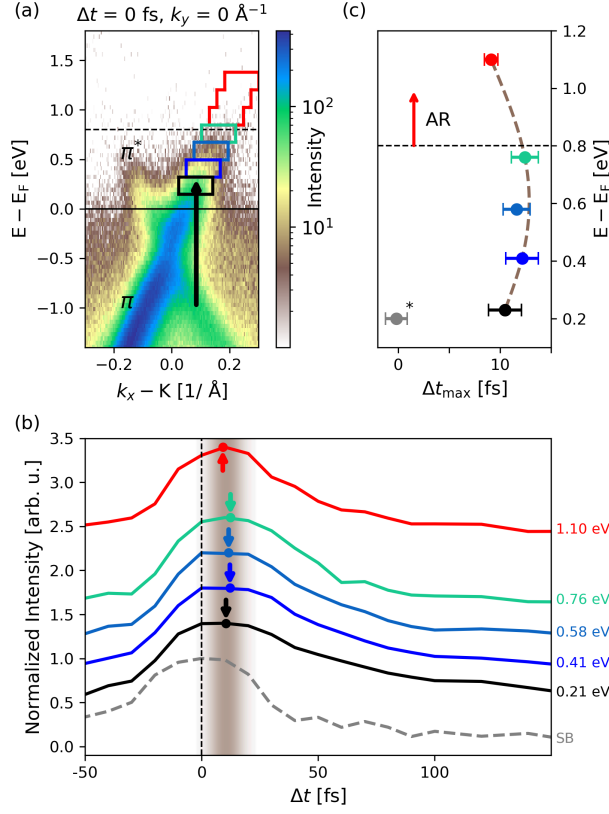 (a)
Δt = 0 fs, k_y = 0 Å⁻¹
E − E_F [eV]
1.5
1.0
0.5
0.0
−0.5
−1.0
π*
π
−0.2
0.0
0.2
k_x − K [1/ Å]
10²
10¹
Intensity
(c)
AR
*
0
10
Δt_max [fs]
1.2
1.0
0.8
0.6
0.4
0.2
E − E_F [eV]
(b)
Normalized Intensity [arb. u.]
3.5
3.0
2.5
2.0
1.5
1.0
0.5
0.0
1.10 eV
0.76 eV
0.58 eV
0.41 eV
0.21 eV
SB
-50
0
50
100
Δt [fs]